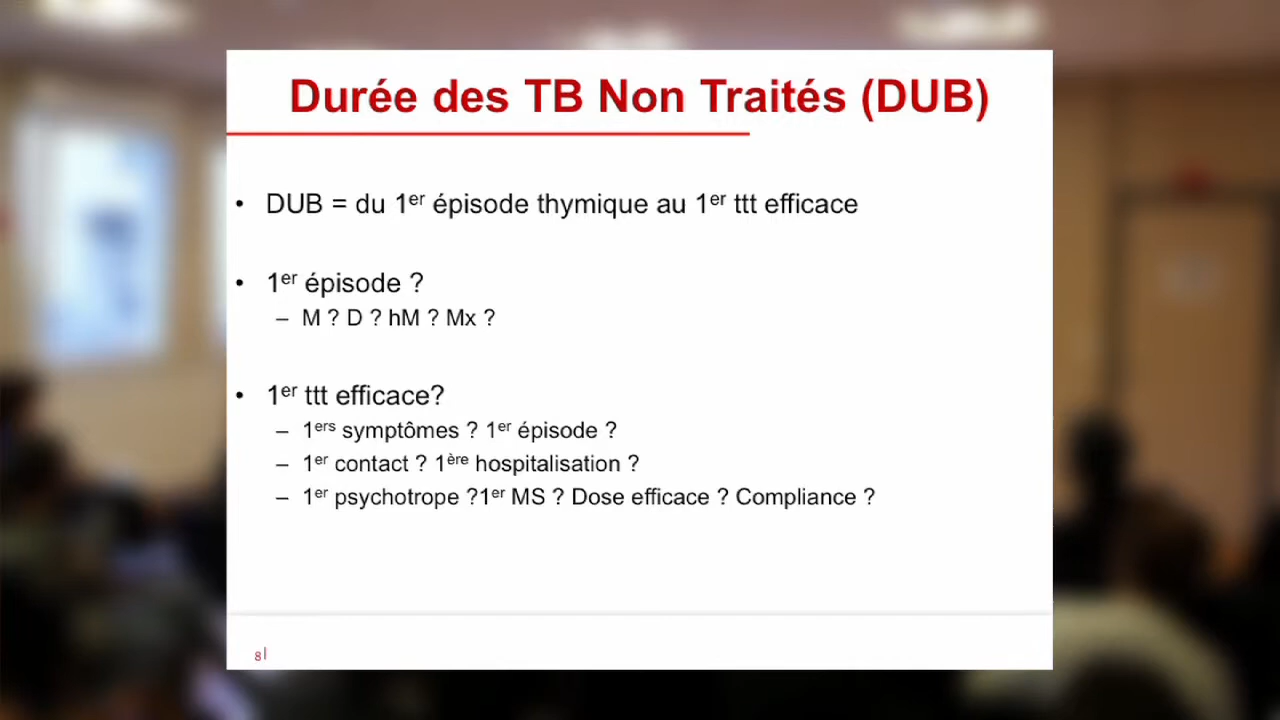 Durée des TB Non Traités (DUB)
• DUB = du 1er épisode thymique au 1er ttt efficace
• 1er épisode ?
– M ? D ? hM ? Mx ?
• 1er ttt efficace?
– 1ers symptômes ? 1er épisode ?
– 1er contact ? 1ère hospitalisation ?
– 1er psychotrope ?1er MS ? Dose efficace ? Compliance ?
8|